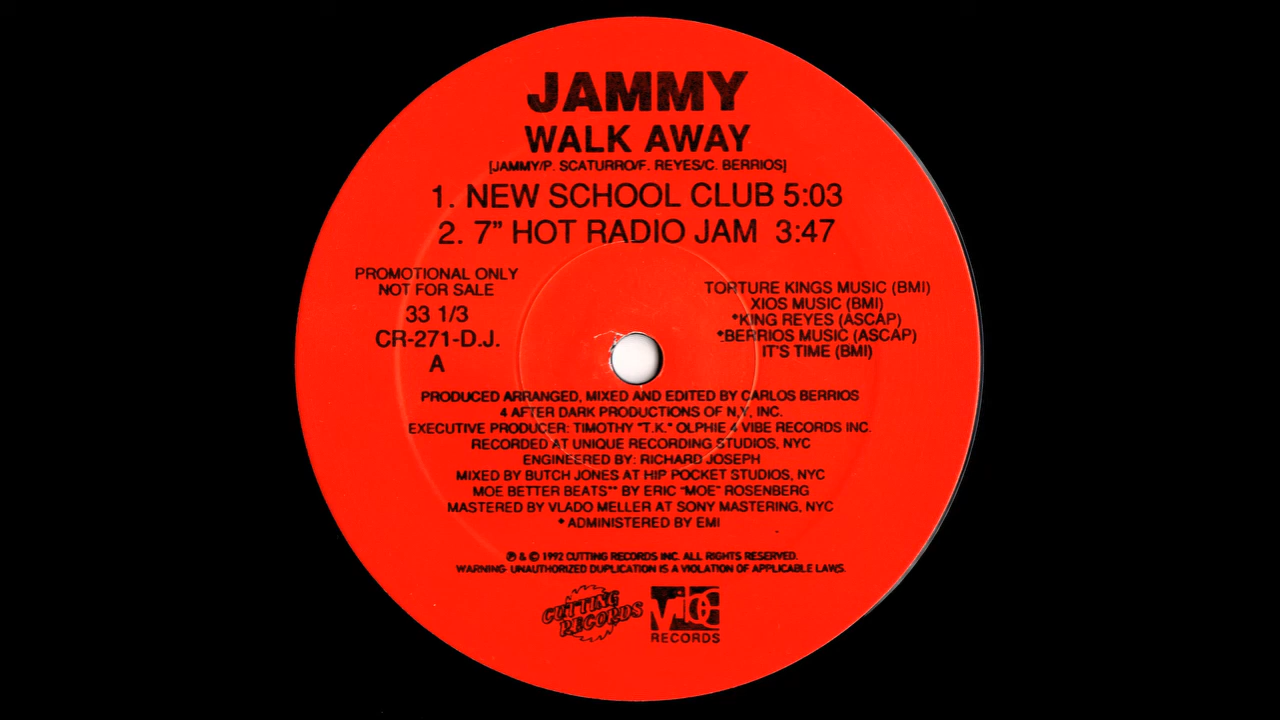 JAMMY
WALK AWAY
[JAMMY/P. SCATURRO/F. REYES/C. BERRIOS]
1. NEW SCHOOL CLUB 5:03
2. 7” HOT RADIO JAM 3:47
PROMOTIONAL ONLY
NOT FOR SALE
33 1/3
CR-271-D.J.
A
TORTURE KINGS MUSIC (BMI)
XIOS MUSIC (BMI)
*KING REYES (ASCAP)
*BERRIOS MUSIC (ASCAP)
IT'S TIME (BMI)
PRODUCED ARRANGED, MIXED AND EDITED BY CARLOS BERRIOS
4 AFTER DARK PRODUCTIONS OF N.Y, INC.
EXECUTIVE PRODUCER: TIMOTHY "T.K." OLPHIE 4 VIBE RECORDS INC.
RECORDED AT UNIQUE RECORDING STUDIOS, NYC
ENGINEERED BY: RICHARD JOSEPH
MIXED BY BUTCH JONES AT HIP POCKET STUDIOS, NYC
MOE BETTER BEATS** BY ERIC "MOE" ROSENBERG
MASTERED BY VLADO MELLER AT SONY MASTERING, NYC
* ADMINISTERED BY EMI
℗ & © 1992 CUTTING RECORDS INC. ALL RIGHTS RESERVED.
WARNING- UNAUTHORIZED DUPLICATION IS A VIOLATION OF APPLICABLE LAWS.
CUTTING RECORDS
VIBE RECORDS